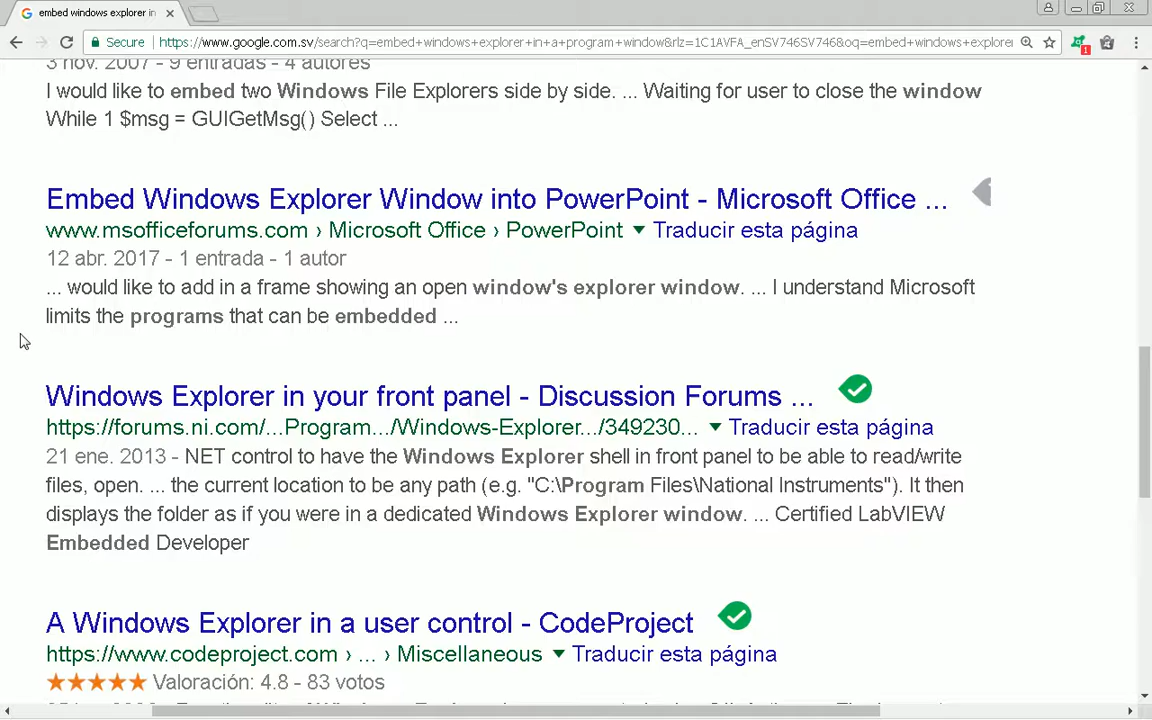 embed windows explorer in
Secure https://www.google.com.sv/search?q=embed+windows+explorer+in+a+program+window&rlz=1C1AVFA_enSV746SV746&oq=embed+windows+explorer
1
3 nov. 2007 - 9 entradas - 4 autores
I would like to embed two Windows File Explorers side by side. ... Waiting for user to close the window
While 1 $msg = GUIGetMsg() Select ...
Embed Windows Explorer Window into PowerPoint - Microsoft Office ...
www.msofficeforums.com › Microsoft Office › PowerPoint ▼ Traducir esta página
12 abr. 2017 - 1 entrada - 1 autor
... would like to add in a frame showing an open window's explorer window. ... I understand Microsoft
limits the programs that can be embedded ...
Windows Explorer in your front panel - Discussion Forums ...
https://forums.ni.com/...Program.../Windows-Explorer.../349230... ▼ Traducir esta página
21 ene. 2013 - NET control to have the Windows Explorer shell in front panel to be able to read/write
files, open. ... the current location to be any path (e.g. "C:\Program Files\National Instruments"). It then
displays the folder as if you were in a dedicated Windows Explorer window. ... Certified LabVIEW
Embedded Developer
A Windows Explorer in a user control - CodeProject
https://www.codeproject.com › ... › Miscellaneous ▼ Traducir esta página
★★★★★ Valoración: 4.8 - 83 votos